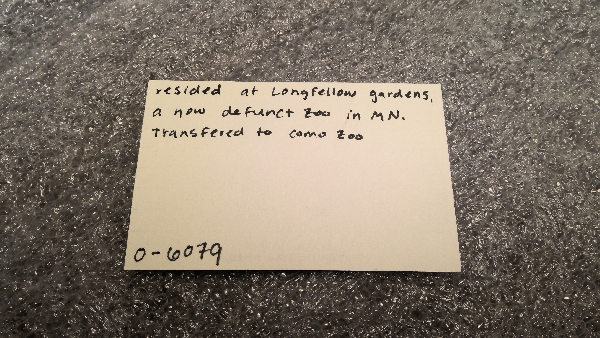 resided at Longfellow gardens,
a now defunct zoo in MN.
Transfered to como zoo
0-6079